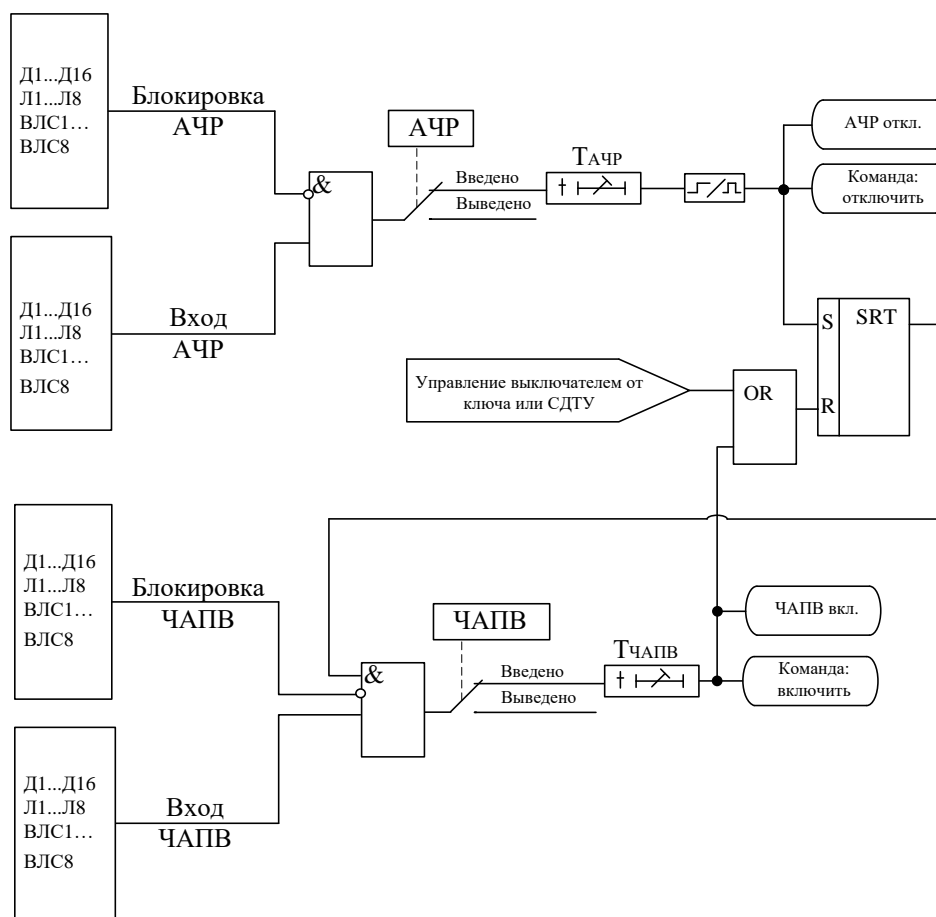 Д1...Д16
Л1...Л8
ВЛС1...
ВЛС8
Блокировка
АЧР
&
АЧР
Введено
Выведено
TАЧР
АЧР откл.
Команда:
отключить
Д1...Д16
Л1...Л8
ВЛС1...
ВЛС8
Вход
АЧР
Управление выключателем от
ключа или СДТУ
OR
S
R
SRT
Д1...Д16
Л1...Л8
ВЛС1...
ВЛС8
Блокировка
ЧАПВ
&
ЧАПВ
Введено
Выведено
TЧАПВ
ЧАПВ вкл.
Команда:
включить
Д1...Д16
Л1...Л8
ВЛС1...
ВЛС8
Вход
ЧАПВ